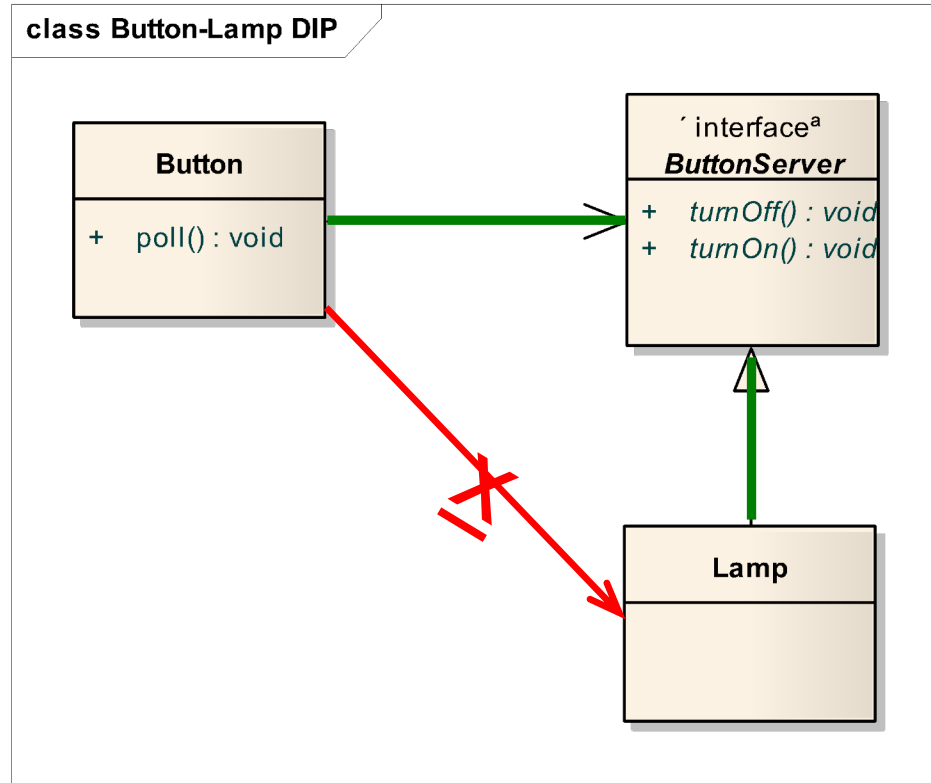 class Button-Lamp DIP
Button
+ poll() : void
´ interfaceª
ButtonServer
+ turnOff() : void
+ turnOn() : void
X
Lamp